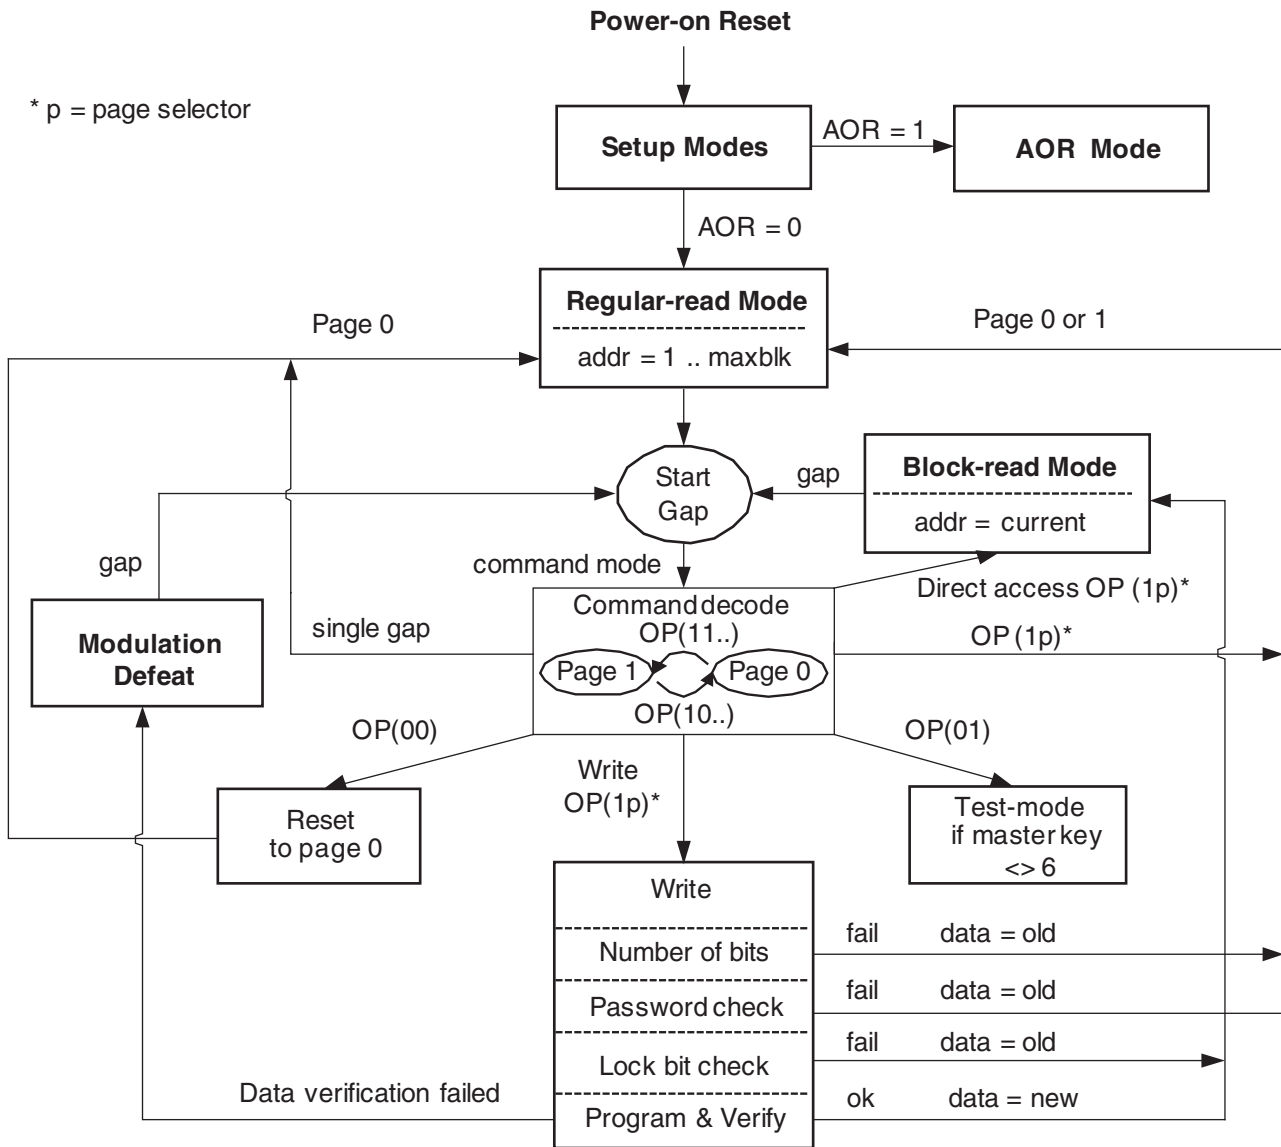 Power-on Reset
* p = page selector
Setup Modes
AOR = 1
AOR Mode
AOR = 0
Regular-read Mode
addr = 1 .. maxblk
Page 0
Page 0 or 1
Start
Gap
gap
Block-read Mode
addr = current
gap
command mode
Direct access OP (1p)*
Modulation
Defeat
single gap
Command decode
OP(11..)
Page 1
Page 0
OP(10..)
OP(1p)*
OP(00)
Write
OP(1p)*
OP(01)
Reset
to page 0
Test-mode
if master key
<> 6
Write
Number of bits
fail data = old
Password check
fail data = old
Lock bit check
fail data = old
Data verification failed
Program & Verify
ok data = new